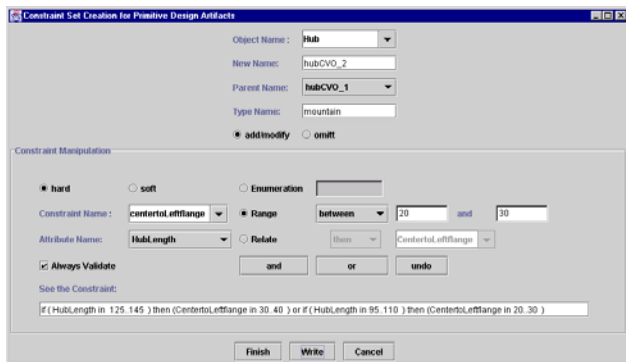 Constraint Set Creation for Primitive Design Artifacts
Object Name : Hub
New Name: hubCVO_2
Parent Name: hubCVO_1
Type Name: mountain
add/modify omitt
Constraint Manipulation
hard soft Enumeration
Constraint Name : centertoLeftflange Range between 20 and 30
Attribute Name: HubLength Relate then CentertoLeftflange
Always Validate and or undo
See the Constraint:
if ( HubLength in 125..145 ) then (CentertoLeftflange in 30..40 ) or if ( HubLength in 95..110 ) then (CentertoLeftflange in 20..30 )
Finish Write Cancel